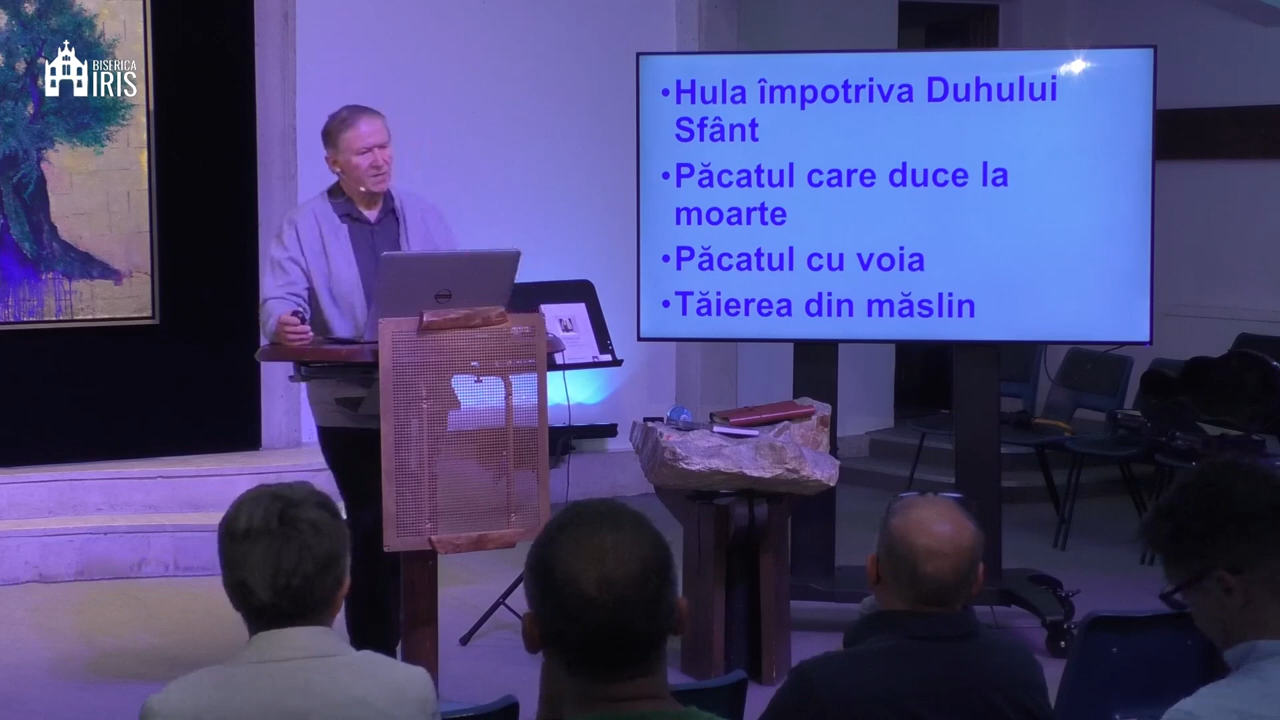 BISERICA
IRIS
•Hula împotriva Duhului
Sfânt
•Păcatul care duce la
moarte
•Păcatul cu voia
•Tăierea din măslin